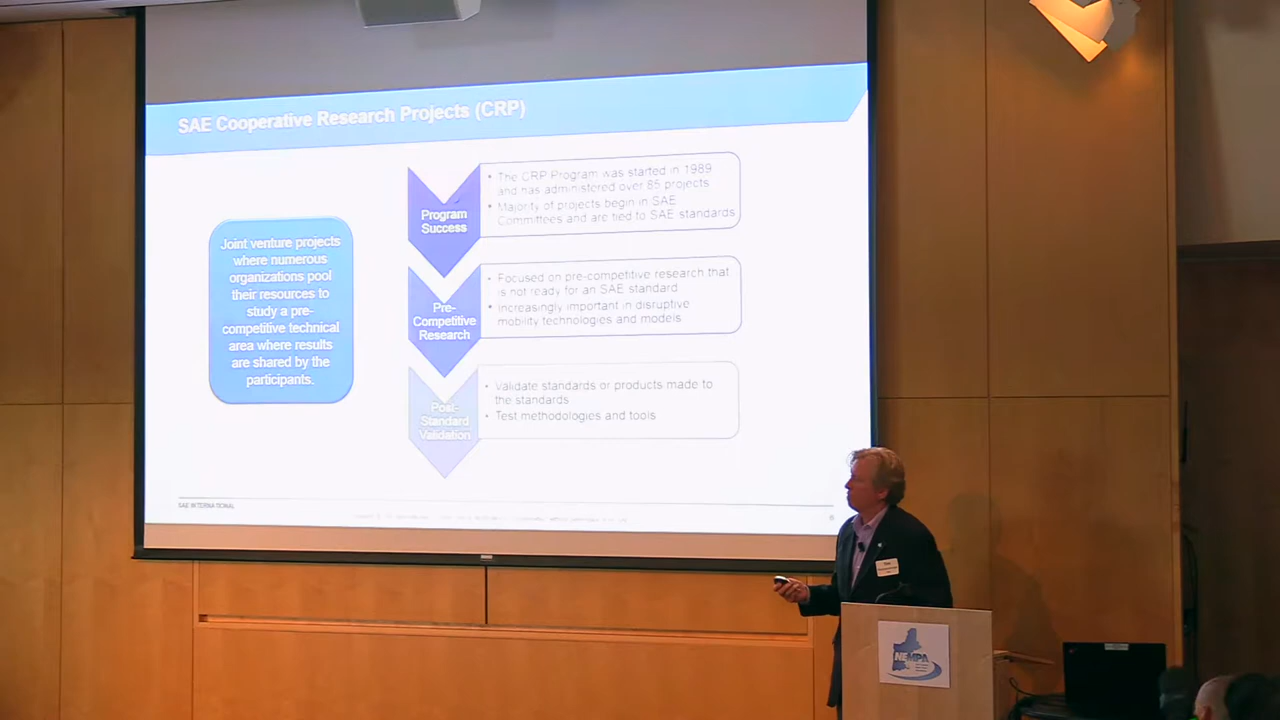 SAE Cooperative Research Projects (CRP)
Joint venture projects
where numerous
organizations pool
their resources to
study a pre-
competitive technical
area where results
are shared by the
participants.
Program
Success
• The CRP Program was started in 1989
and has administered over 85 projects
• Majority of projects begin in SAE
Committees and are tied to SAE standards
Pre-
Competitive
Research
• Focused on pre-competitive research that
is not ready for an SAE standard
• Increasingly important in disruptive
mobility technologies and models
Post-
Standard
Validation
• Validate standards or products made to
the standards
• Test methodologies and tools
SAE INTERNATIONAL
NEMPA